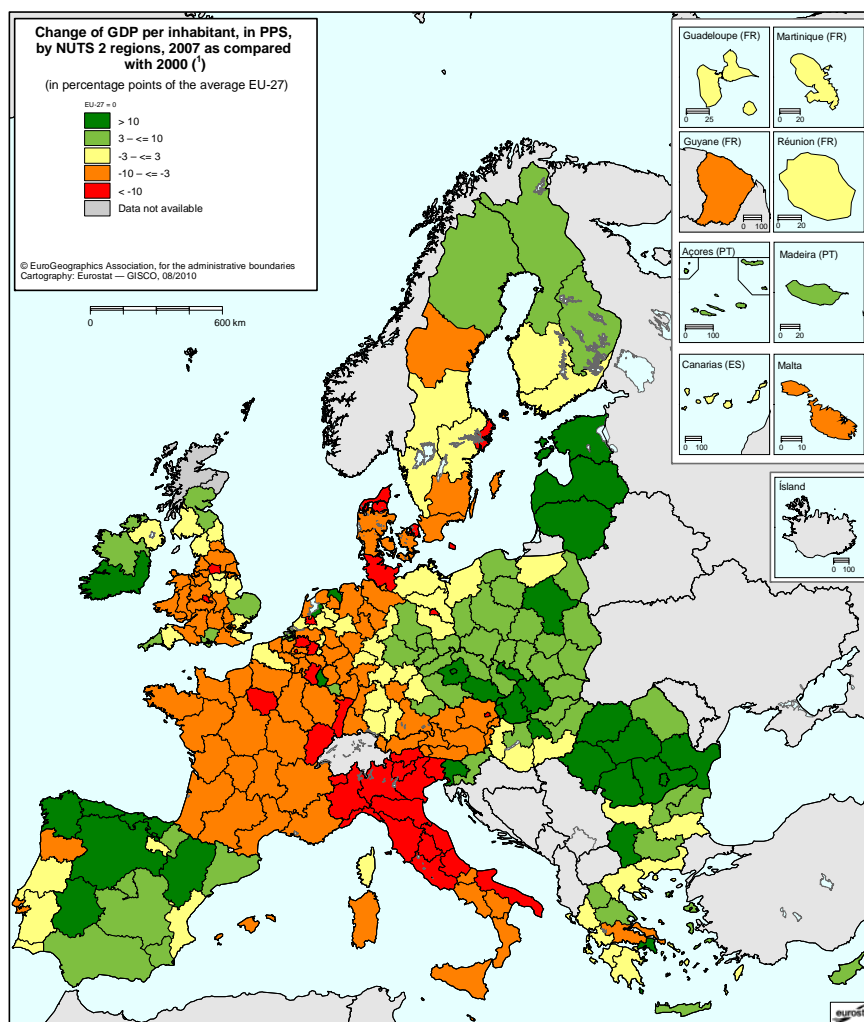 Change of GDP per inhabitant, in PPS,
by NUTS 2 regions, 2007 as compared
with 2000 (¹)
(in percentage points of the average EU-27)
EU-27 = 0
> 10
3 – <= 10
-3 – <= 3
-10 – <= -3
< -10
Data not available
© EuroGeographics Association, for the administrative boundaries
Cartography: Eurostat — GISCO, 08/2010
0 600 km
Guadeloupe (FR)
0 25
Martinique (FR)
0 20
Guyane (FR)
0 100
Réunion (FR)
0 20
Açores (PT)
0 100
Madeira (PT)
0 20
Canarias (ES)
0 100
Malta
0 10
Ísland
0 100
eurostat